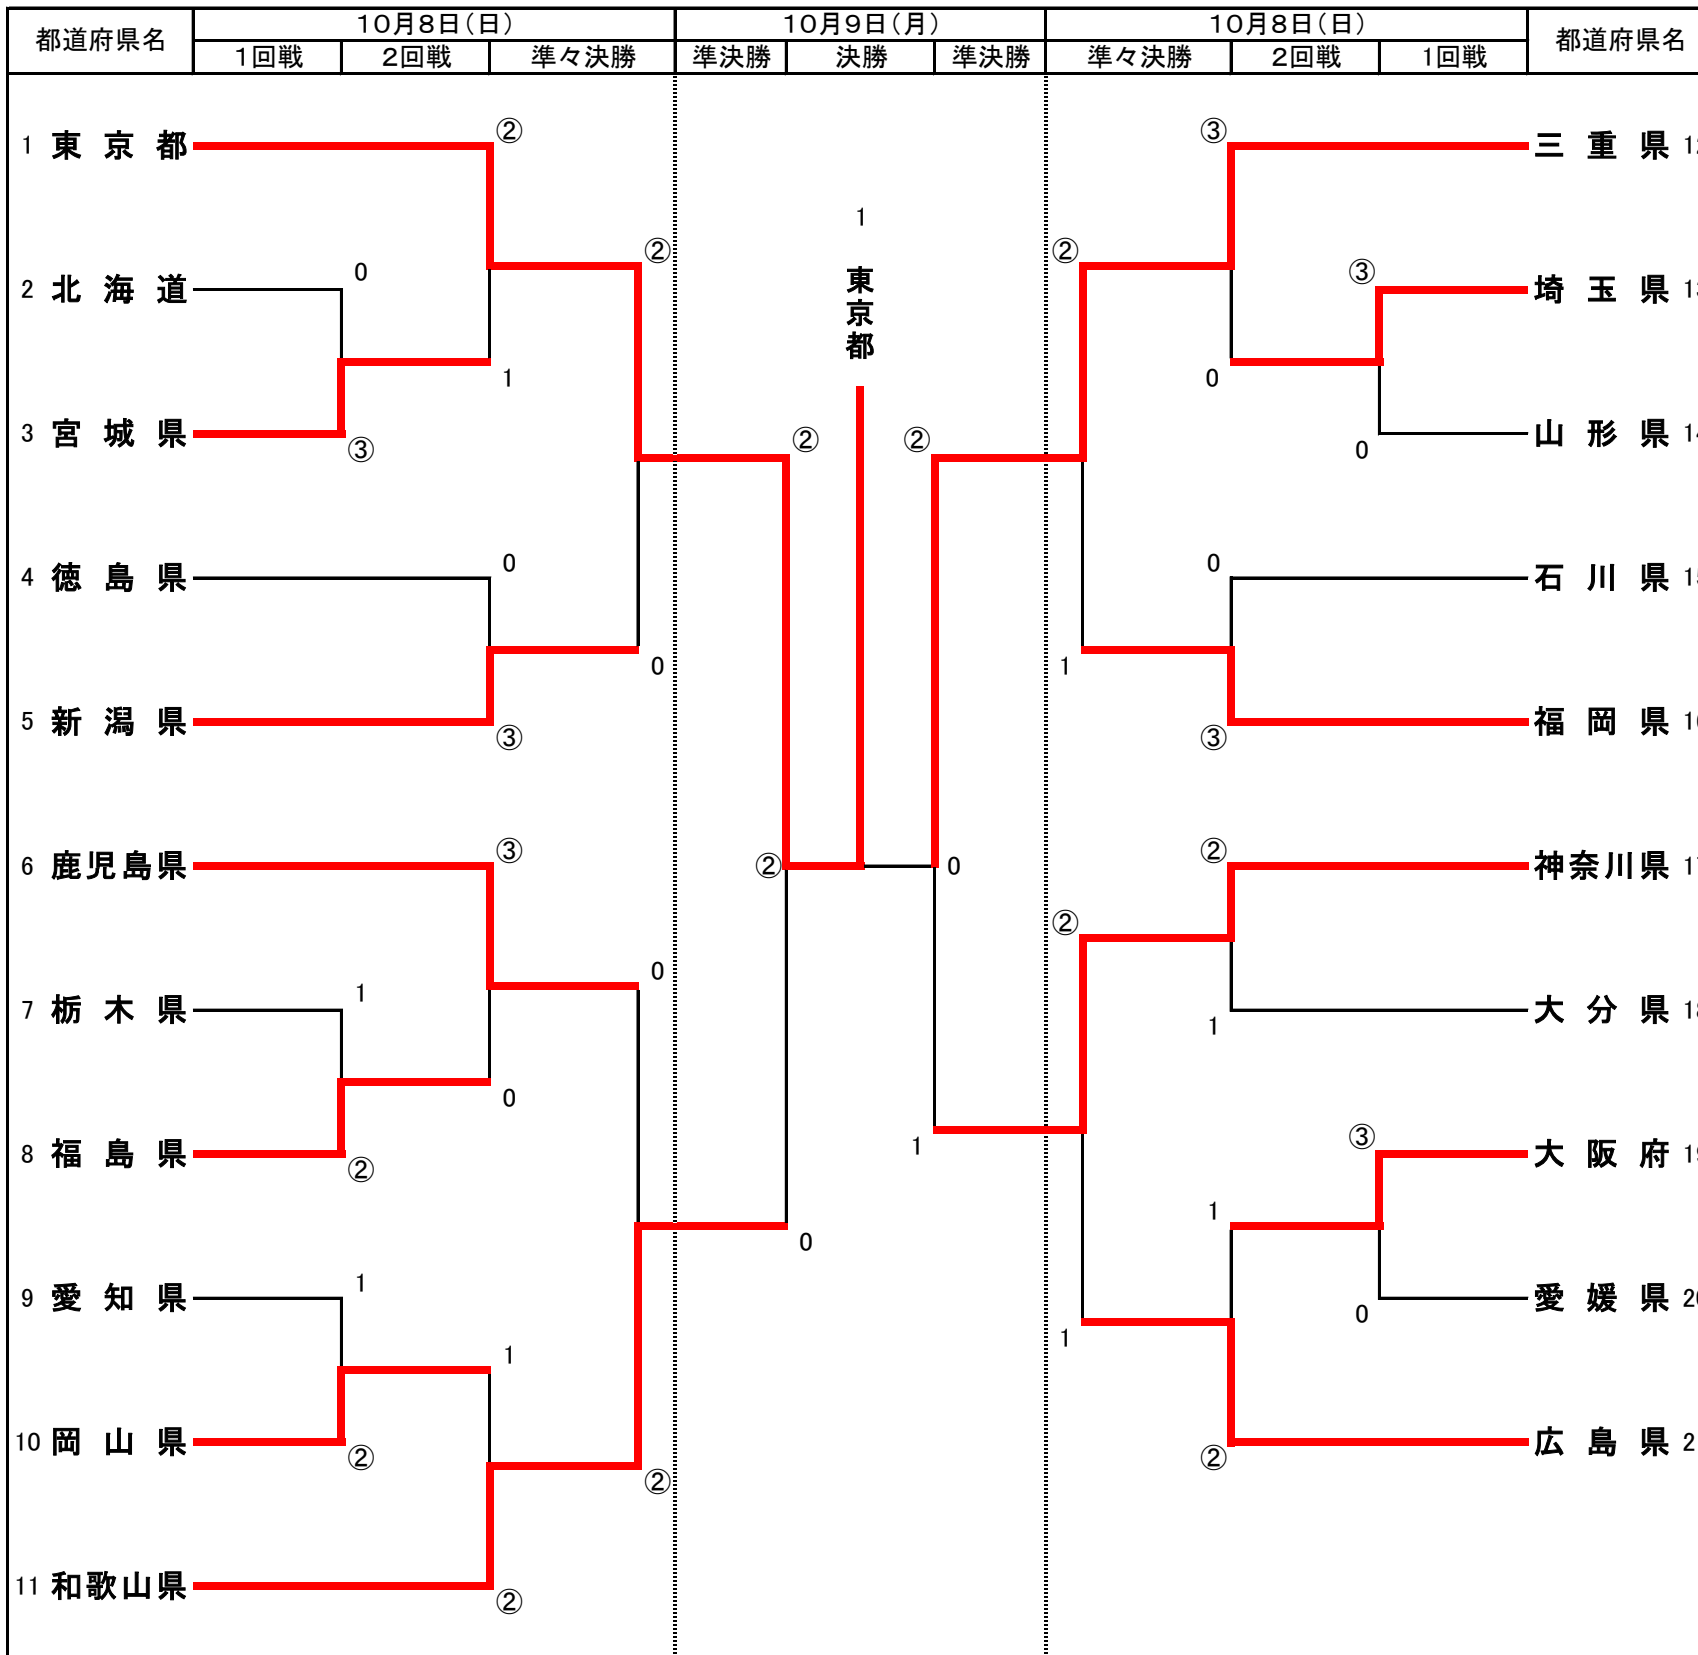 都道府県名 10月8日(日) 10月9日(月) 10月8日(日) 都道府県名
1回戦 2回戦 準々決勝 準決勝 決勝 準決勝 準々決勝 2回戦 1回戦
② ③
1 東京都 三重県
1
② ②
東京都
0 ③
2 北海道 埼玉県
1 0
3 宮城県 山形県
③ ② ② 0
0 0
4 徳島県 石川県
0 1
5 新潟県 福岡県
③ ③
③ ②
6 鹿児島県 神奈川県
② 0
0 ②
1
7 栃木県 大分県
1
0
8 福島県 大阪府
② 1 ③
1
0
1
9 愛知県 愛媛県
0
1 1
10 岡山県 広島県
② ②
②
11 和歌山県
②